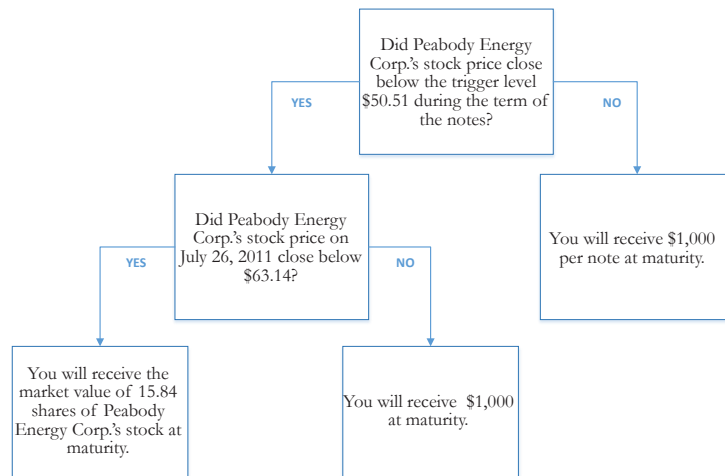 Did Peabody Energy
Corp.'s stock price close
below the trigger level
$50.51 during the term of
the notes?
YES
NO
Did Peabody Energy
Corp.'s stock price on
July 26, 2011 close below
$63.14?
You will receive $1,000
per note at maturity.
YES
NO
You will receive the
market value of 15.84
shares of Peabody
Energy Corp.'s stock at
maturity.
You will receive $1,000
at maturity.